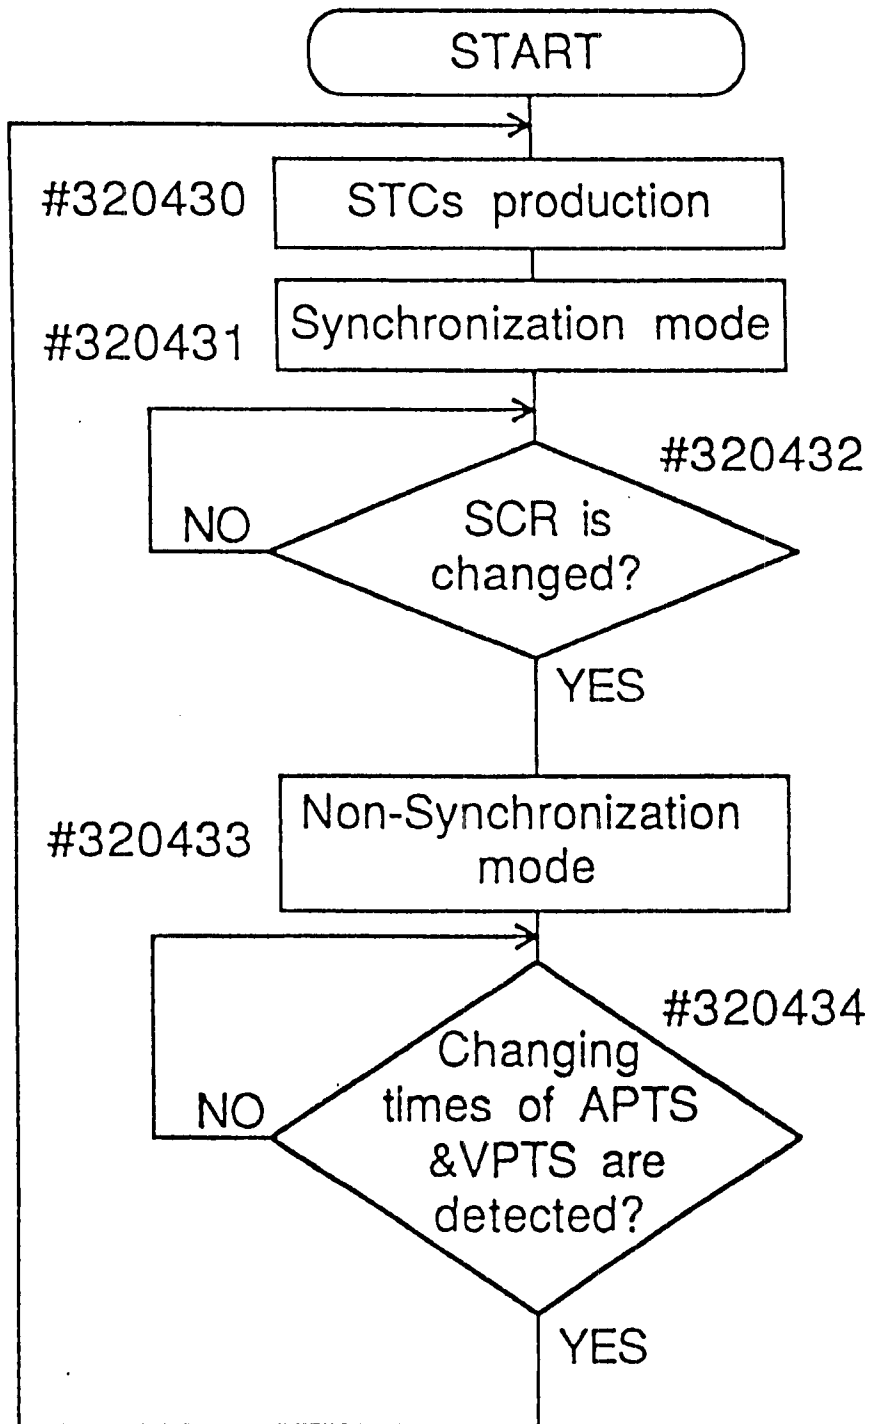 START
#320430
STCs production
#320431
Synchronization mode
#320432
SCR is
changed?
NO
YES
#320433
Non-Synchronization
mode
#320434
Changing
times of APTS
&VPTS are
detected?
NO
YES